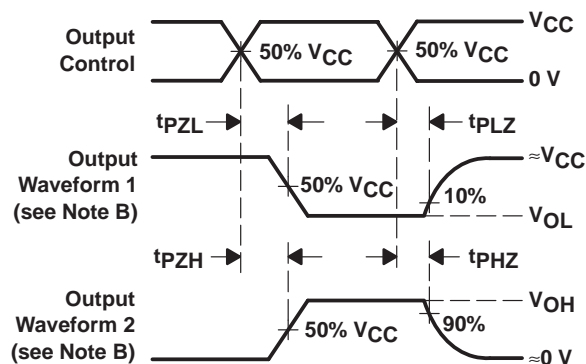 Output
Control
50% VCC
50% VCC
VCC
0 V
tPZL
tPLZ
Output
Waveform 1
(see Note B)
50% VCC
10%
≈VCC
VOL
tPZH
tPHZ
Output
Waveform 2
(see Note B)
50% VCC
90%
VOH
≈0 V